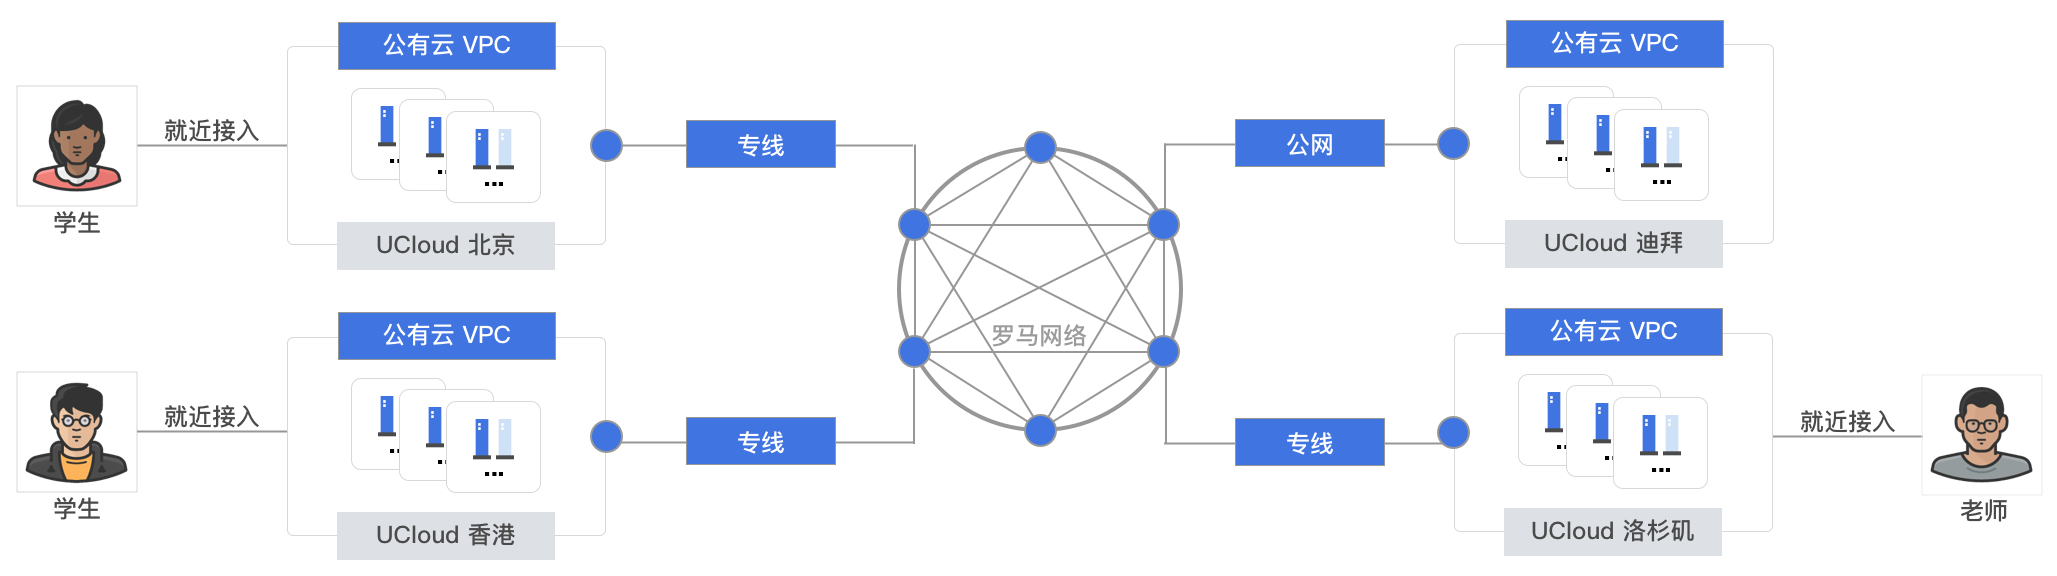 公有云 VPC
就近接入
学生
UCloud 北京
专线
公有云 VPC
就近接入
学生
UCloud 香港
专线
罗马网络
公网
公有云 VPC
UCloud 迪拜
专线
公有云 VPC
UCloud 洛杉矶
就近接入
老师